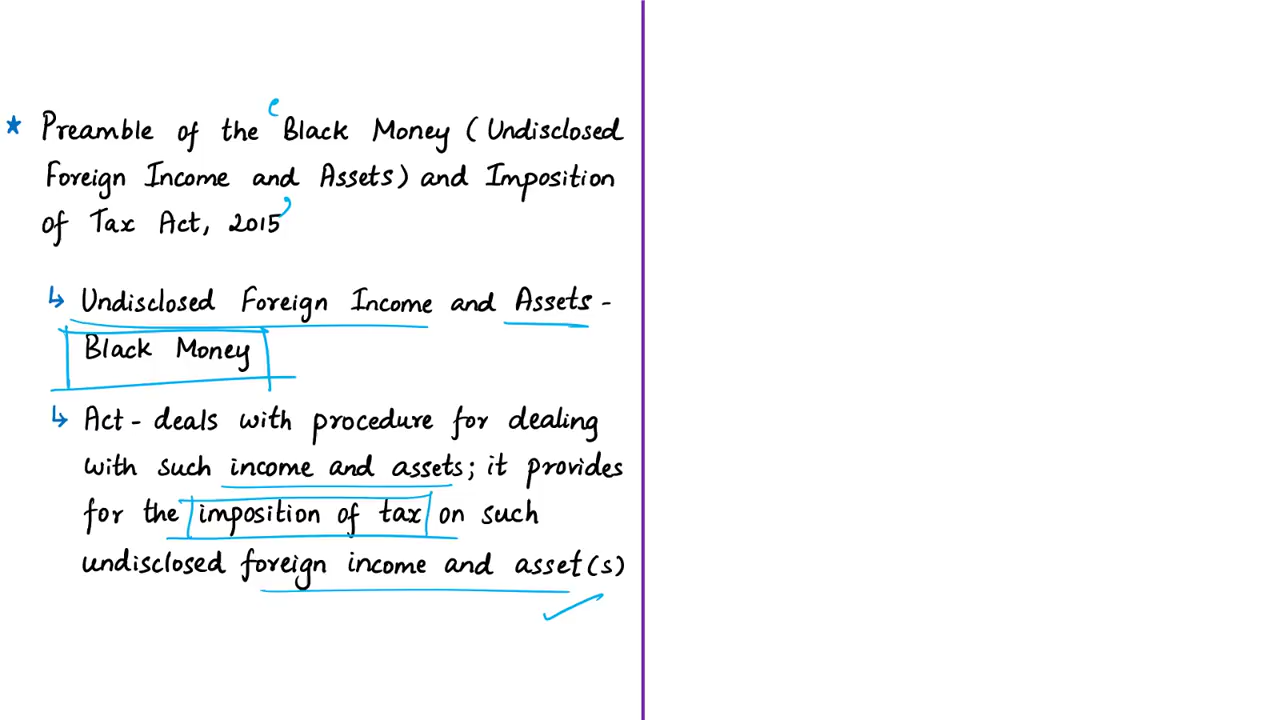 * Preamble of the 'Black Money (Undisclosed
Foreign Income and Assets) and Imposition
of Tax Act, 2015'
↳ Undisclosed Foreign Income and Assets -
Black Money
↳ Act - deals with procedure for dealing
with such income and assets; it provides
for the imposition of tax on such
undisclosed foreign income and asset(s)